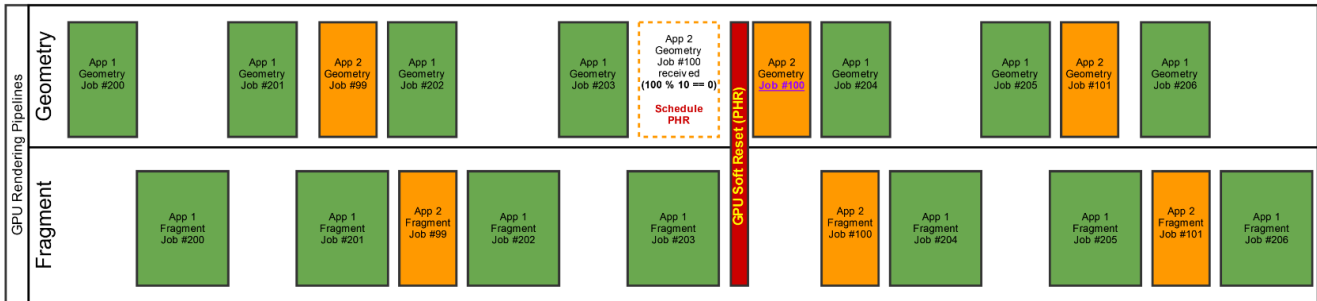 GPU Rendering Pipelines
Geometry
App 1
Geometry
Job #200
App 1
Geometry
Job #201
App 2
Geometry
Job #99
App 1
Geometry
Job #202
App 1
Geometry
Job #203
App 2
Geometry
Job #100
received
(100 % 10 == 0)
Schedule
PHR
GPU Soft Reset (PHR)
App 2
Geometry
Job #100
App 1
Geometry
Job #204
App 1
Geometry
Job #205
App 2
Geometry
Job #101
App 1
Geometry
Job #206
Fragment
App 1
Fragment
Job #200
App 1
Fragment
Job #201
App 2
Fragment
Job #99
App 1
Fragment
Job #202
App 1
Fragment
Job #203
App 2
Fragment
Job #100
App 1
Fragment
Job #204
App 1
Fragment
Job #205
App 2
Fragment
Job #101
App 1
Fragment
Job #206